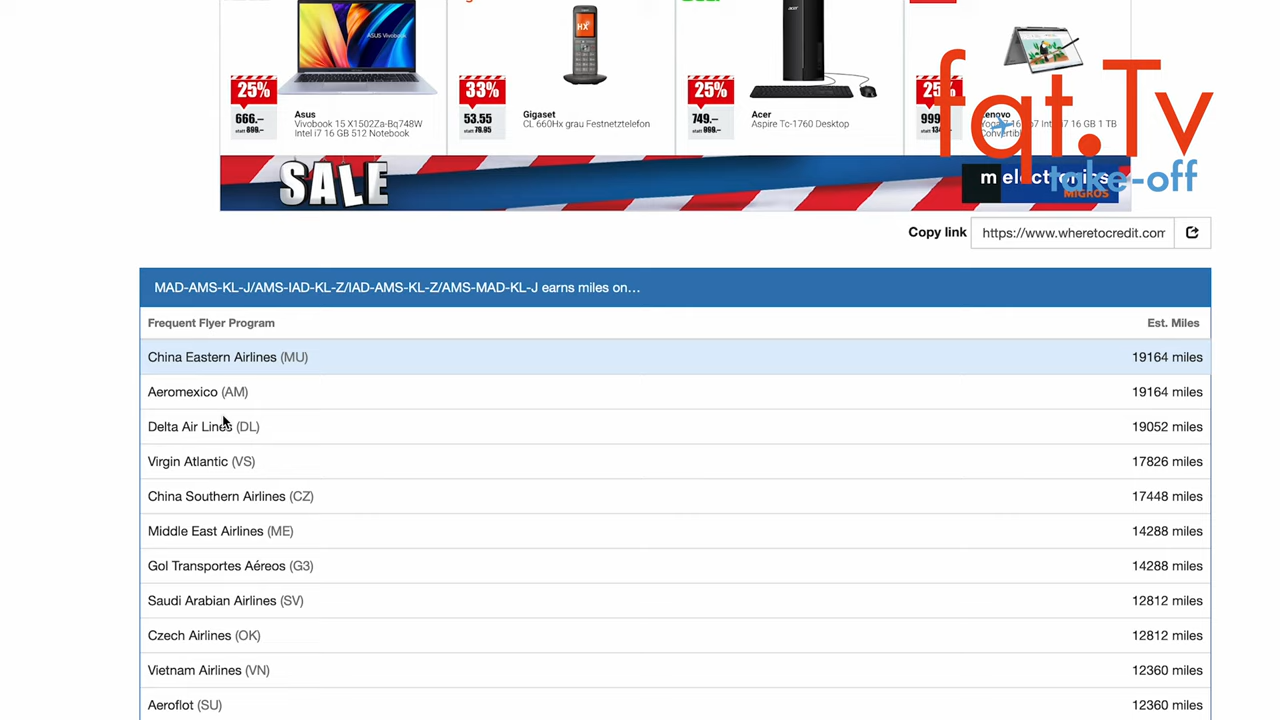 ASUS Vivobook
25%
666.–
statt 899.–
Asus
Vivobook 15 X1502Za-Bq748W
Intel i7 16 GB 512 Notebook
33%
53.55
statt 79.95
Gigaset
CL 660Hx grau Festnetztelefon
25%
749.–
statt 999.–
Acer
Aspire Tc-1760 Desktop
25%
999
Lenovo
i7 16 GB 1 TB
fqt.Tv
take-off
SALE
m electronics
MIGROS
Copy link
https://www.wheretocredit.com
MAD-AMS-KL-J/AMS-IAD-KL-Z/IAD-AMS-KL-Z/AMS-MAD-KL-J earns miles on…
Frequent Flyer Program Est. Miles
China Eastern Airlines (MU) 19164 miles
Aeromexico (AM) 19164 miles
Delta Air Lines (DL) 19052 miles
Virgin Atlantic (VS) 17826 miles
China Southern Airlines (CZ) 17448 miles
Middle East Airlines (ME) 14288 miles
Gol Transportes Aéreos (G3) 14288 miles
Saudi Arabian Airlines (SV) 12812 miles
Czech Airlines (OK) 12812 miles
Vietnam Airlines (VN) 12360 miles
Aeroflot (SU) 12360 miles